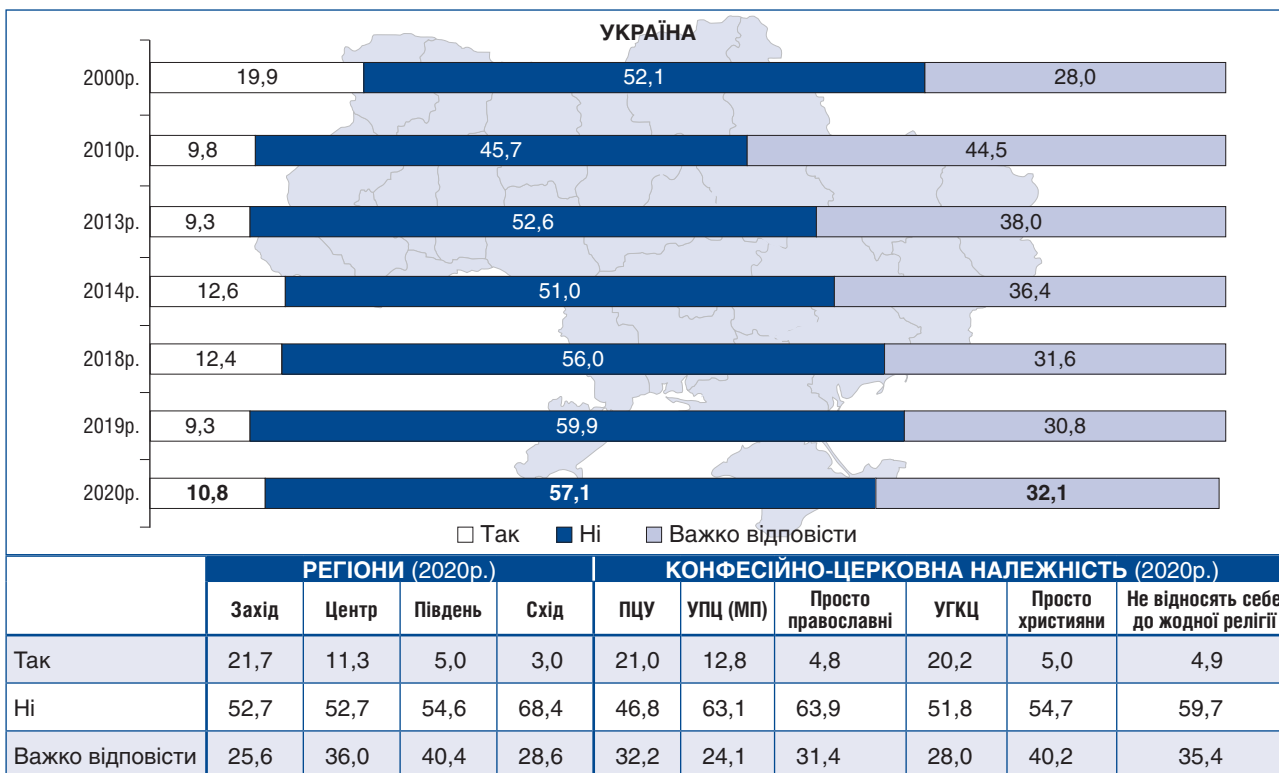 УКРАЇНА
2000р. 19,9 52,1 28,0
2010р. 9,8 45,7 44,5
2013р. 9,3 52,6 38,0
2014р. 12,6 51,0 36,4
2018р. 12,4 56,0 31,6
2019р. 9,3 59,9 30,8
2020р. 10,8 57,1 32,1
Так Ні Важко відповісти
РЕГІОНИ (2020р.) КОНФЕСІЙНО-ЦЕРКОВНА НАЛЕЖНІСТЬ (2020р.)
Захід Центр Південь Схід ПЦУ УПЦ (МП) Просто православні УГКЦ Просто християни Не відносять себе до жодної релігії
Так 21,7 11,3 5,0 3,0 21,0 12,8 4,8 20,2 5,0 4,9
Ні 52,7 52,7 54,6 68,4 46,8 63,1 63,9 51,8 54,7 59,7
Важко відповісти 25,6 36,0 40,4 28,6 32,2 24,1 31,4 28,0 40,2 35,4